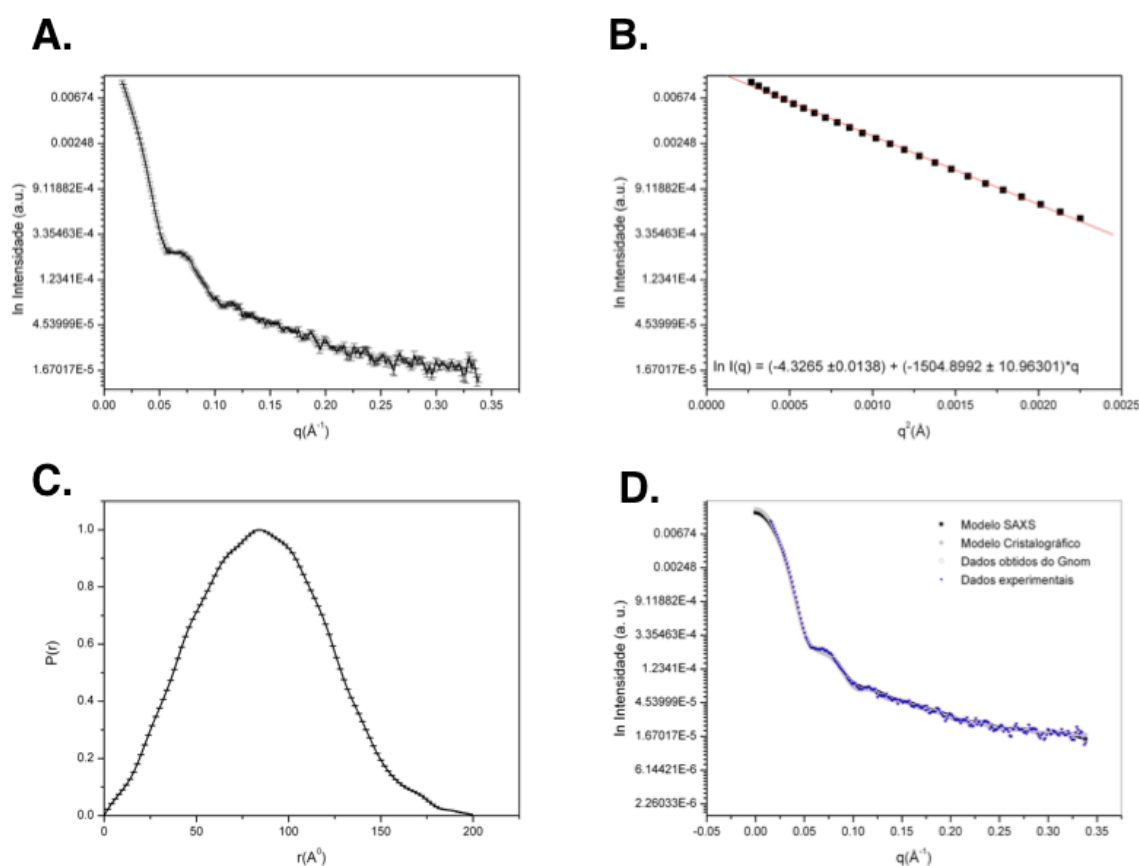 A.
0.00674
0.00248
9.11882E-4
3.35463E-4
1.2341E-4
4.53999E-5
1.67017E-5
ln Intensidade (a.u.)
0.00 0.05 0.10 0.15 0.20 0.25 0.30 0.35
q(Å⁻¹)
B.
0.00674
0.00248
9.11882E-4
3.35463E-4
1.2341E-4
4.53999E-5
1.67017E-5
ln Intensidade (a.u.)
ln I(q) = (-4.3265 ±0.0138) + (-1504.8992 ± 10.96301)*q
0.0000 0.0005 0.0010 0.0015 0.0020 0.0025
q²(Å)
C.
1.0
0.8
0.6
0.4
0.2
0.0
P(r)
0 50 100 150 200
r(A⁰)
D.
Modelo SAXS
Modelo Cristalográfico
Dados obtidos do Gnom
Dados experimentais
0.00674
0.00248
9.11882E-4
3.35463E-4
1.2341E-4
4.53999E-5
1.67017E-5
6.14421E-6
2.26033E-6
ln Intensidade (a. u.)
-0.05 0.00 0.05 0.10 0.15 0.20 0.25 0.30 0.35
q(Å⁻¹)